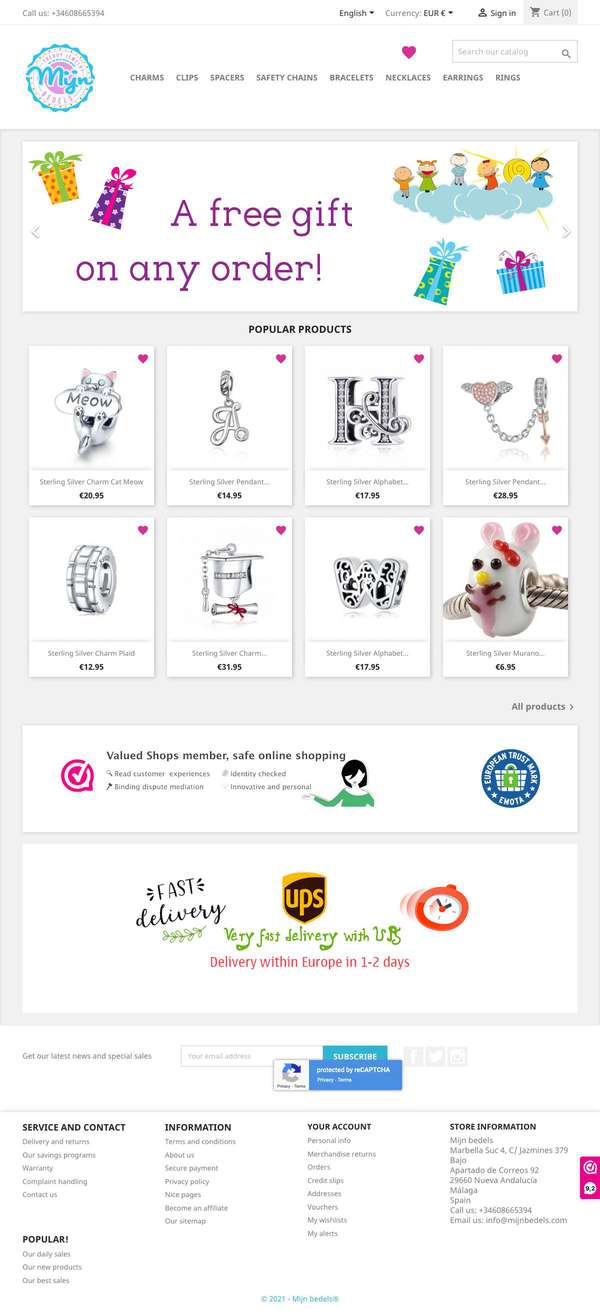 Call us: +34608665394
English
Currency: EUR €
Sign in
Cart (0)
Mijn
BEDELS
Search our catalog
CHARMS
CLIPS
SPACERS
SAFETY CHAINS
BRACELETS
NECKLACES
EARRINGS
RINGS
A free gift
on any order!
POPULAR PRODUCTS
Meow
Sterling Silver Charm Cat Meow
€20.95
Sterling Silver Pendant...
€14.95
Sterling Silver Alphabet...
€17.95
Sterling Silver Pendant...
€28.95
Sterling Silver Charm Plaid
€12.95
Sterling Silver Charm...
€31.95
Sterling Silver Alphabet...
€17.95
Sterling Silver Murano...
€6.95
All products
Valued Shops member, safe online shopping
Read customer experiences
Identity checked
Binding dispute mediation
Innovative and personal
EUROPEAN TRUST MARK
EMOTA
FAST
delivery
ups
Very fast delivery with UPS
Delivery within Europe in 1-2 days
Get our latest news and special sales
Your email address
SUBSCRIBE
protected by reCAPTCHA
Privacy - Terms
Privacy - Terms
SERVICE AND CONTACT
Delivery and returns
Our savings programs
Warranty
Complaint handling
Contact us
INFORMATION
Terms and conditions
About us
Secure payment
Privacy policy
Nice pages
Become an affiliate
Our sitemap
YOUR ACCOUNT
Personal info
Merchandise returns
Orders
Credit slips
Addresses
Vouchers
My wishlists
My alerts
STORE INFORMATION
Mijn bedels
Marbella Suc 4, C/ Jazmines 379
Bajo
Apartado de Correos 92
29660 Nueva Andalucía
Málaga
Spain
Call us: +34608665394
Email us: info@mijnbedels.com
9,2
POPULAR!
Our daily sales
Our new products
Our best sales
© 2021 - Mijn bedels®